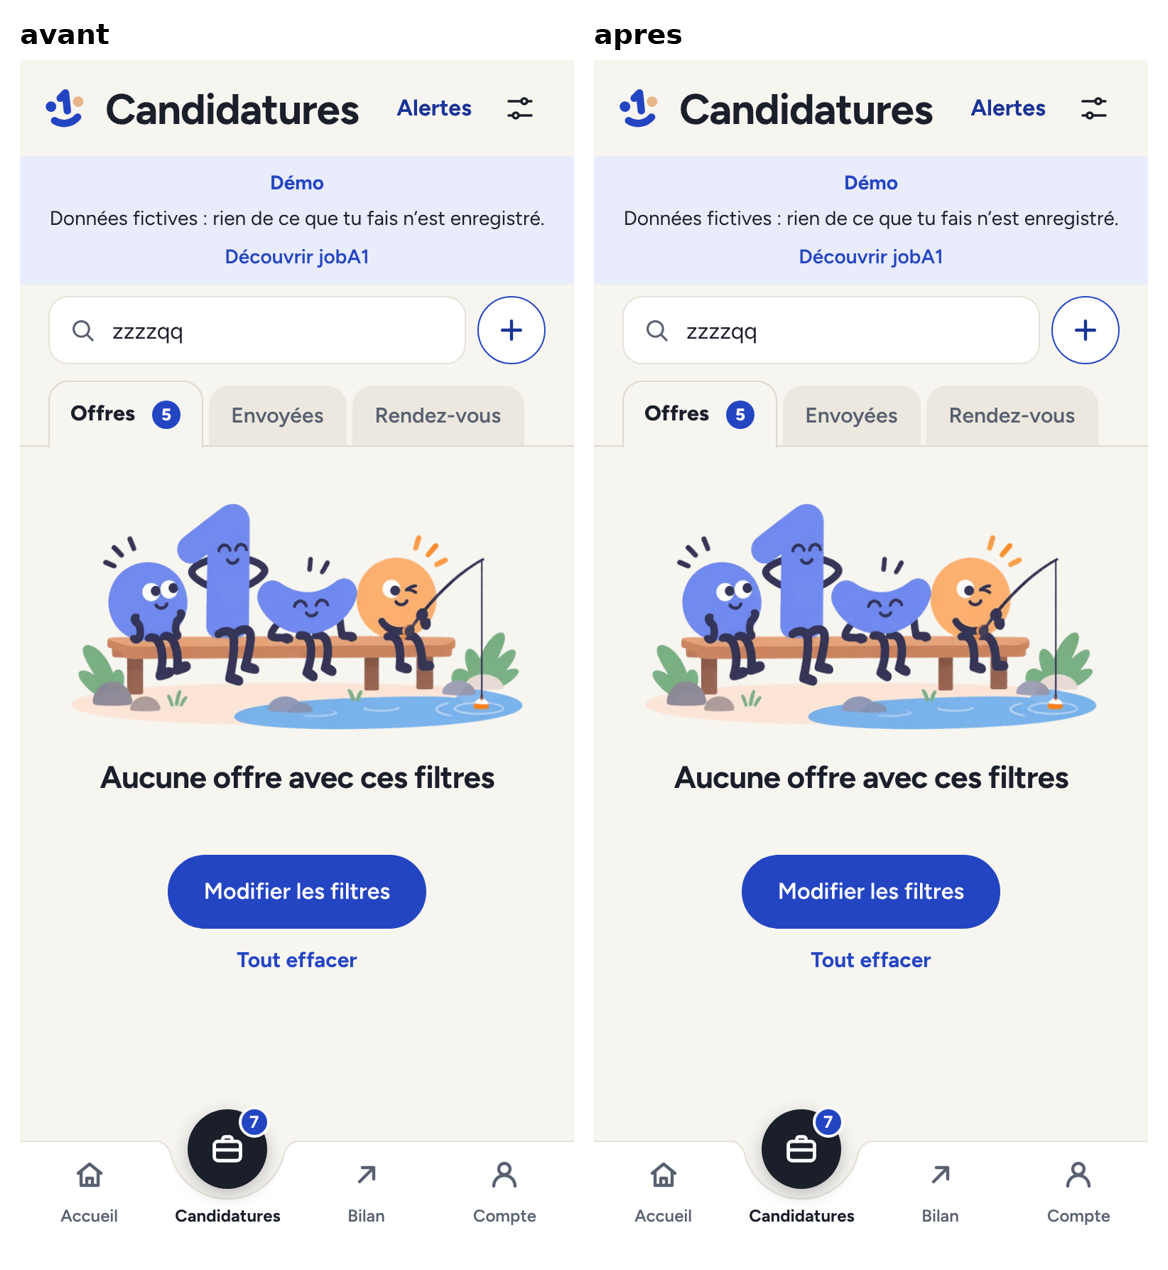 avant
Candidatures Alertes
Démo
Données fictives : rien de ce que tu fais n’est enregistré.
Découvrir jobA1
zzzzqq
Offres 5 Envoyées Rendez-vous
Aucune offre avec ces filtres
Modifier les filtres
Tout effacer
7
Accueil Candidatures Bilan Compte
apres
Candidatures Alertes
Démo
Données fictives : rien de ce que tu fais n’est enregistré.
Découvrir jobA1
zzzzqq
Offres 5 Envoyées Rendez-vous
Aucune offre avec ces filtres
Modifier les filtres
Tout effacer
7
Accueil Candidatures Bilan Compte